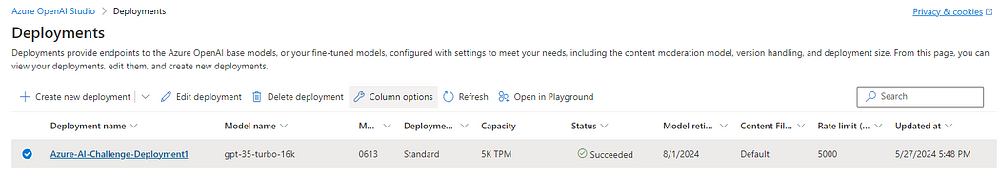 Azure OpenAI Studio > Deployments
Privacy & cookies
Deployments
Deployments provide endpoints to the Azure OpenAI base models, or your fine-tuned models, configured with settings to meet your needs, including the content moderation model, version handling, and deployment size. From this page, you can
view your deployments, edit them, and create new deployments.
Create new deployment Edit deployment Delete deployment Column options Refresh Open in Playground Search
Deployment name Model name M... Deployme... Capacity Status Model reti... Content Fil... Rate limit (... Updated at
Azure-AI-Challenge-Deployment1 gpt-35-turbo-16k 0613 Standard 5K TPM Succeeded 8/1/2024 Default 5000 5/27/2024 5:48 PM